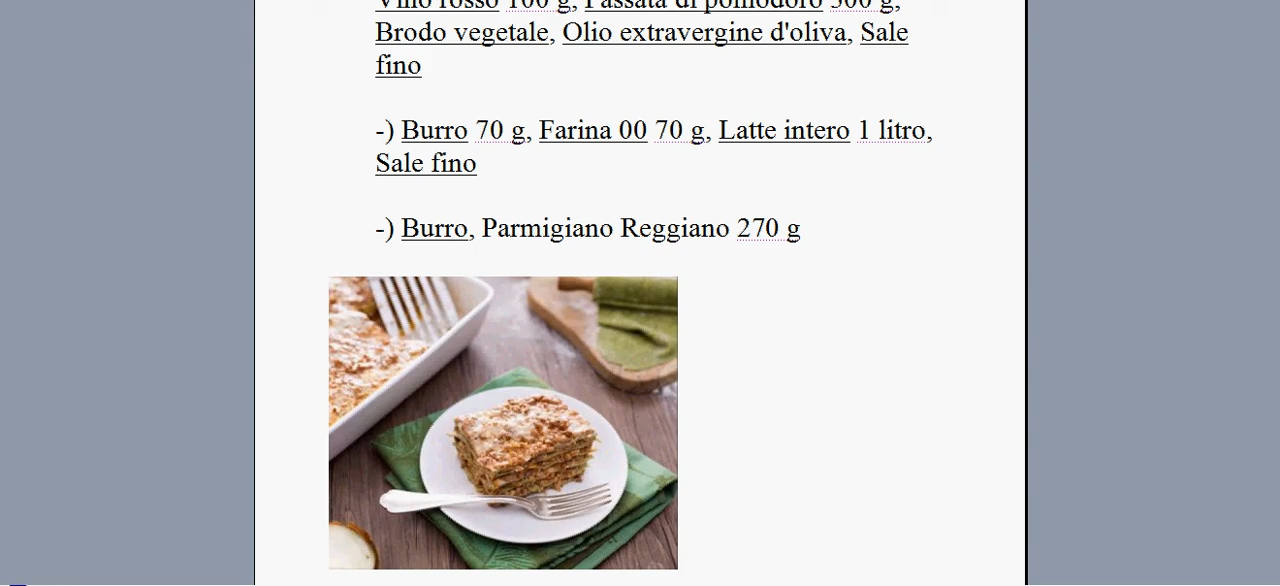 Vino rosso 100 g, Passata di pomodoro 300 g,
Brodo vegetale, Olio extravergine d'oliva, Sale
fino
-) Burro 70 g, Farina 00 70 g, Latte intero 1 litro,
Sale fino
-) Burro, Parmigiano Reggiano 270 g